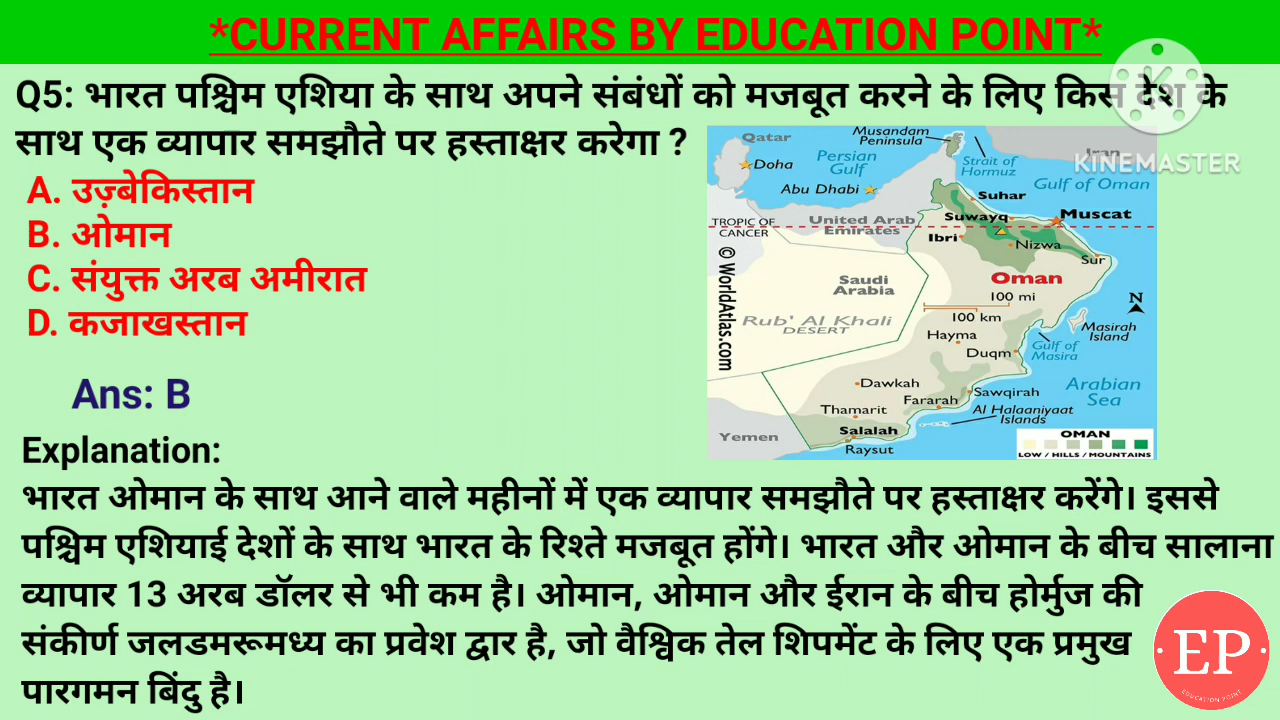 *CURRENT AFFAIRS BY EDUCATION POINT*
Q5: भारत पश्चिम एशिया के साथ अपने संबंधों को मजबूत करने के लिए किस देश के
साथ एक व्यापार समझौते पर हस्ताक्षर करेगा ?
A. उज़्बेकिस्तान
B. ओमान
C. संयुक्त अरब अमीरात
D. कजाखस्तान
Ans: B
KINEMASTER
Qatar
Doha
Musandam
Peninsula
Persian
Gulf
Strait of
Hormuz
Iran
Abu Dhabi
Gulf of Oman
Suhar
TROPIC OF
CANCER
United Arab
Emirates
Suwayq
Muscat
Ibri
Nizwa
Sur
© WorldAtlas.com
Saudi
Arabia
Oman
100 mi
100 km
N
Rub' Al Khali
DESERT
Hayma
Masirah
Island
Duqm
Gulf of
Masira
Dawkah
Sawqirah
Arabian
Sea
Thamarit
Fararah
Al Halaaniyaat
Islands
Yemen
Salalah
Raysut
OMAN
LOW / HILLS / MOUNTAINS
Explanation:
भारत ओमान के साथ आने वाले महीनों में एक व्यापार समझौते पर हस्ताक्षर करेंगे। इससे
पश्चिम एशियाई देशों के साथ भारत के रिश्ते मजबूत होंगे। भारत और ओमान के बीच सालाना
व्यापार 13 अरब डॉलर से भी कम है। ओमान, ओमान और ईरान के बीच होर्मुज की
संकीर्ण जलडमरूमध्य का प्रवेश द्वार है, जो वैश्विक तेल शिपमेंट के लिए एक प्रमुख
पारगमन बिंदु है।
EP
EDUCATION POINT